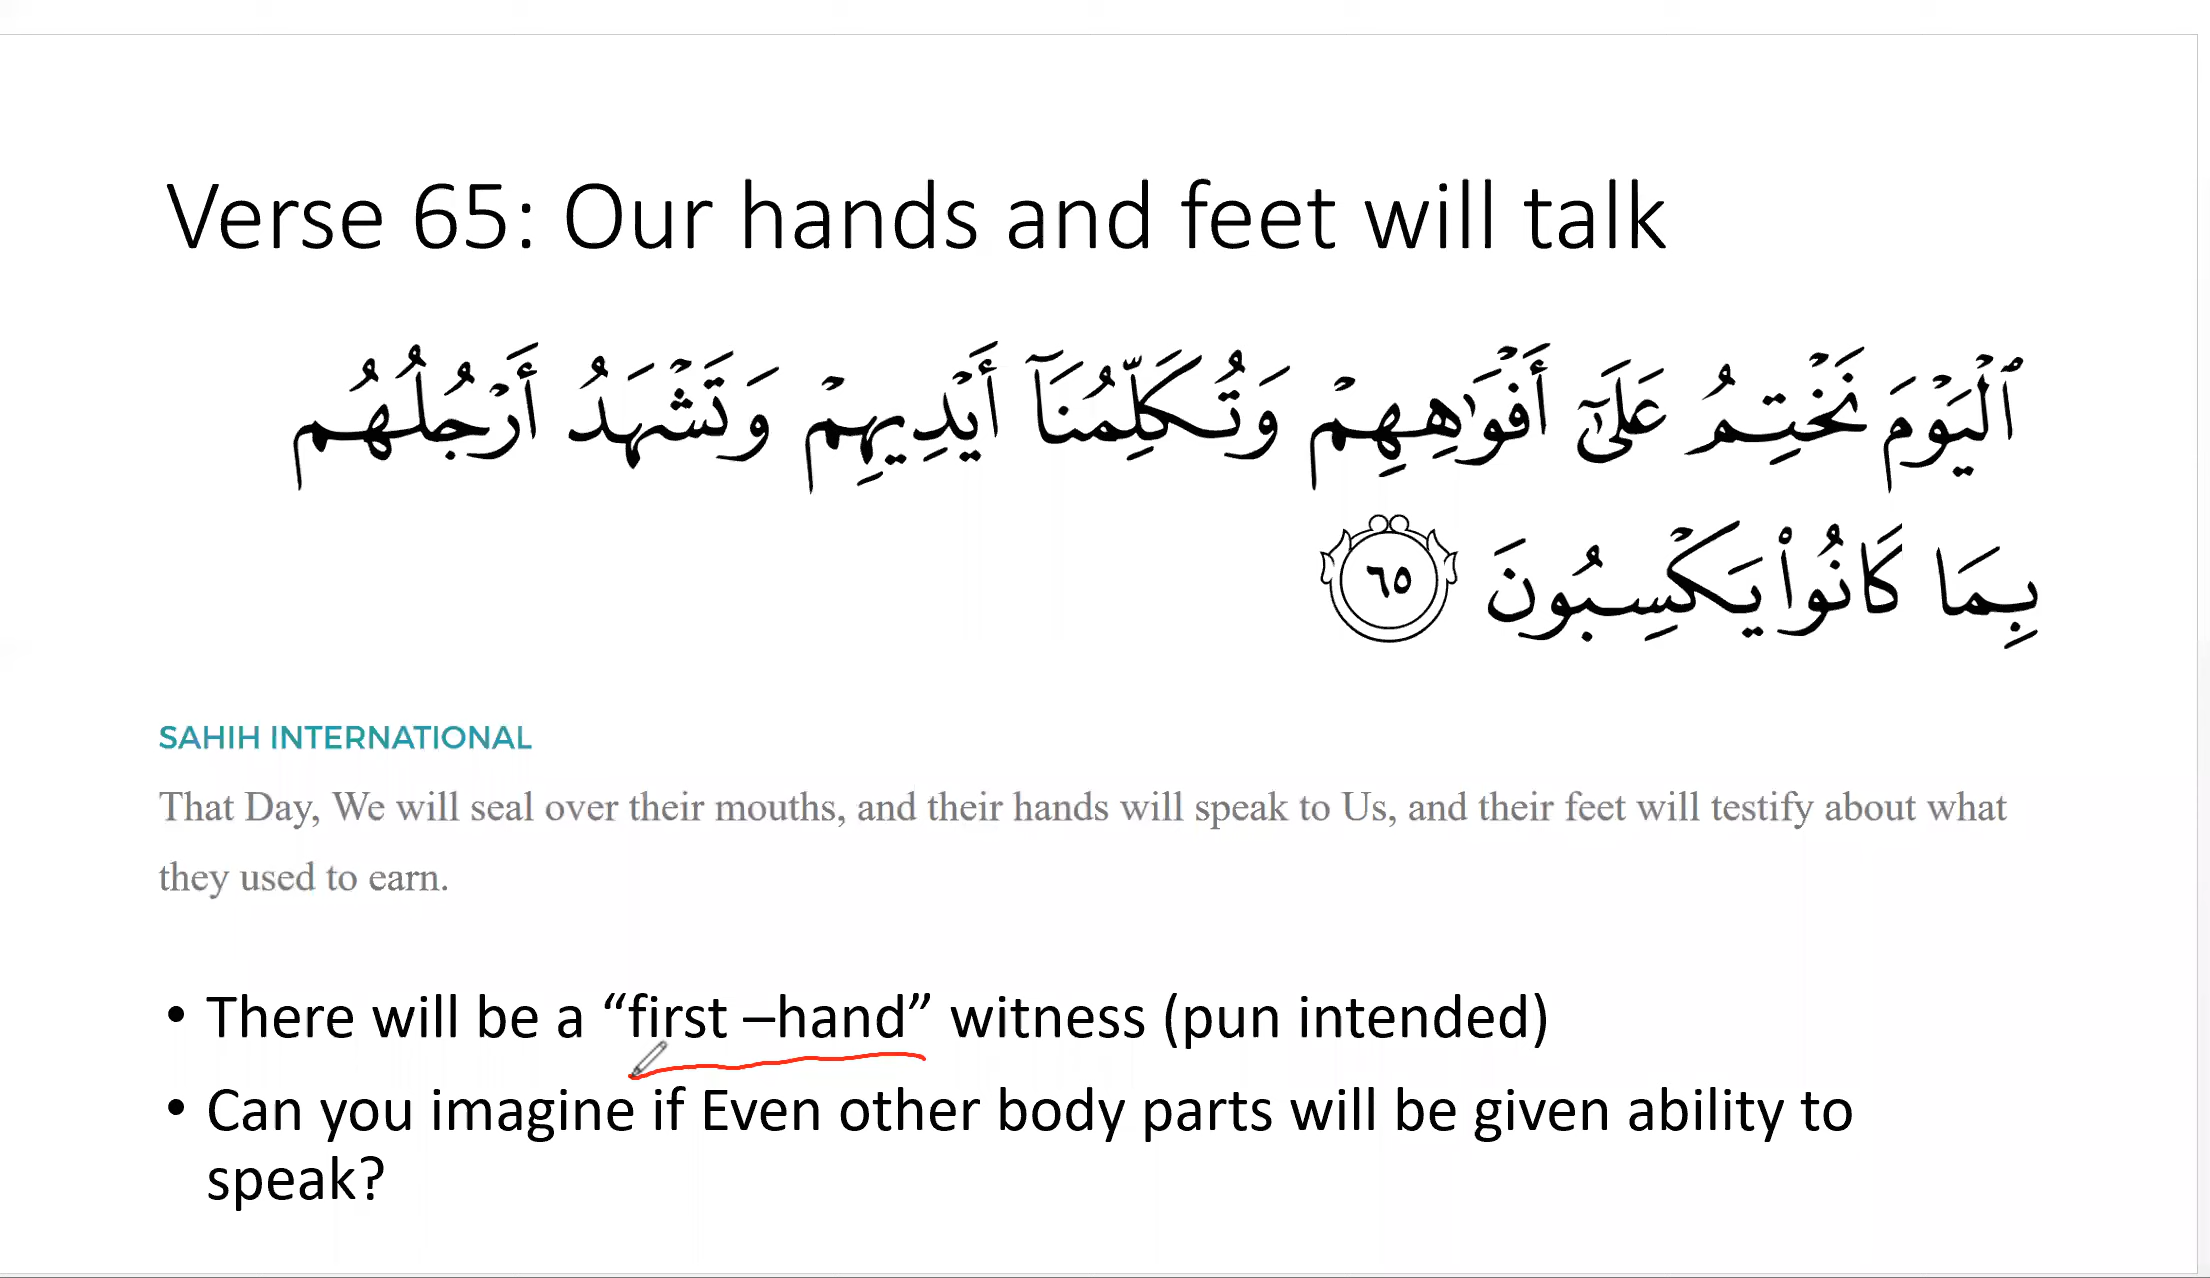 Verse 65: Our hands and feet will talk
ٱلْيَوْمَ نَخْتِمُ عَلَىٰٓ أَفْوَٰهِهِمْ وَتُكَلِّمُنَآ أَيْدِيهِمْ وَتَشْهَدُ أَرْجُلُهُم
بِمَا كَانُوا۟ يَكْسِبُونَ ٦٥
SAHIH INTERNATIONAL
That Day, We will seal over their mouths, and their hands will speak to Us, and their feet will testify about what
they used to earn.
• There will be a “first –hand” witness (pun intended)
• Can you imagine if Even other body parts will be given ability to
speak?